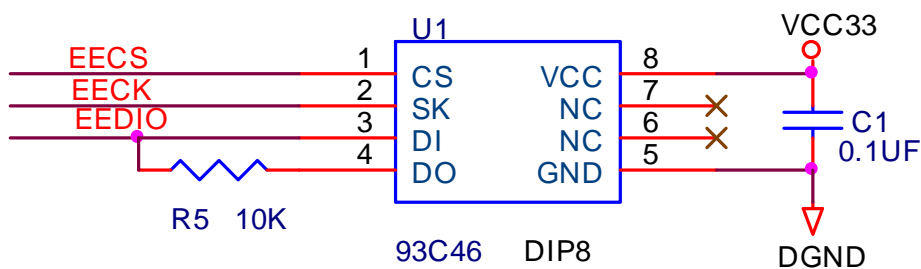 U1
VCC33
EECS 1 CS VCC 8
EECK 2 SK NC 7
EEDIO 3 DI NC 6
4 DO GND 5
C1
0.1UF
R5 10K
93C46 DIP8
DGND